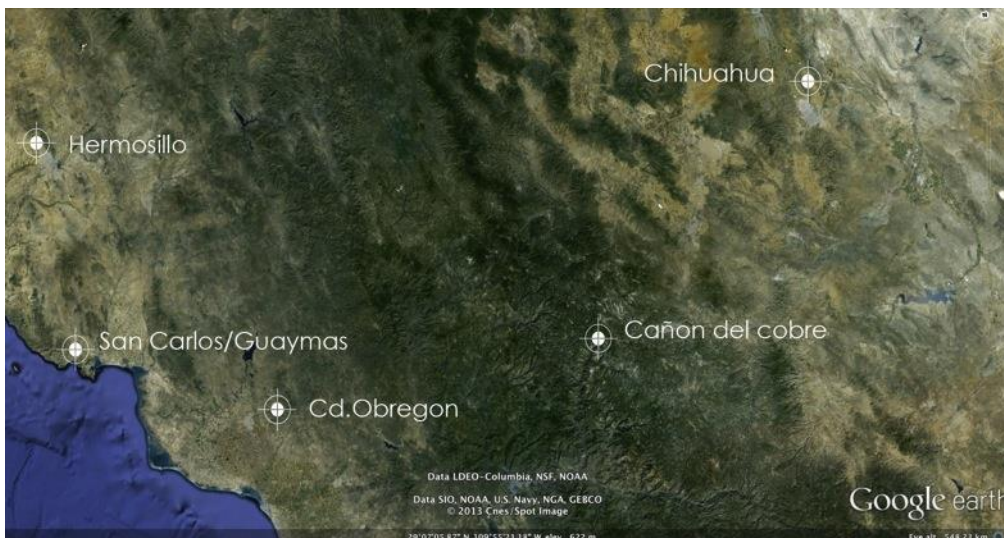 Chihuahua
Hermosillo
San Carlos/Guaymas
Cañon del cobre
Cd.Obregon
Data LDEO-Columbia, NSF, NOAA
Data SIO, NOAA, U.S. Navy, NGA, GEBCO
© 2013 Cnes/Spot Image
Google earth